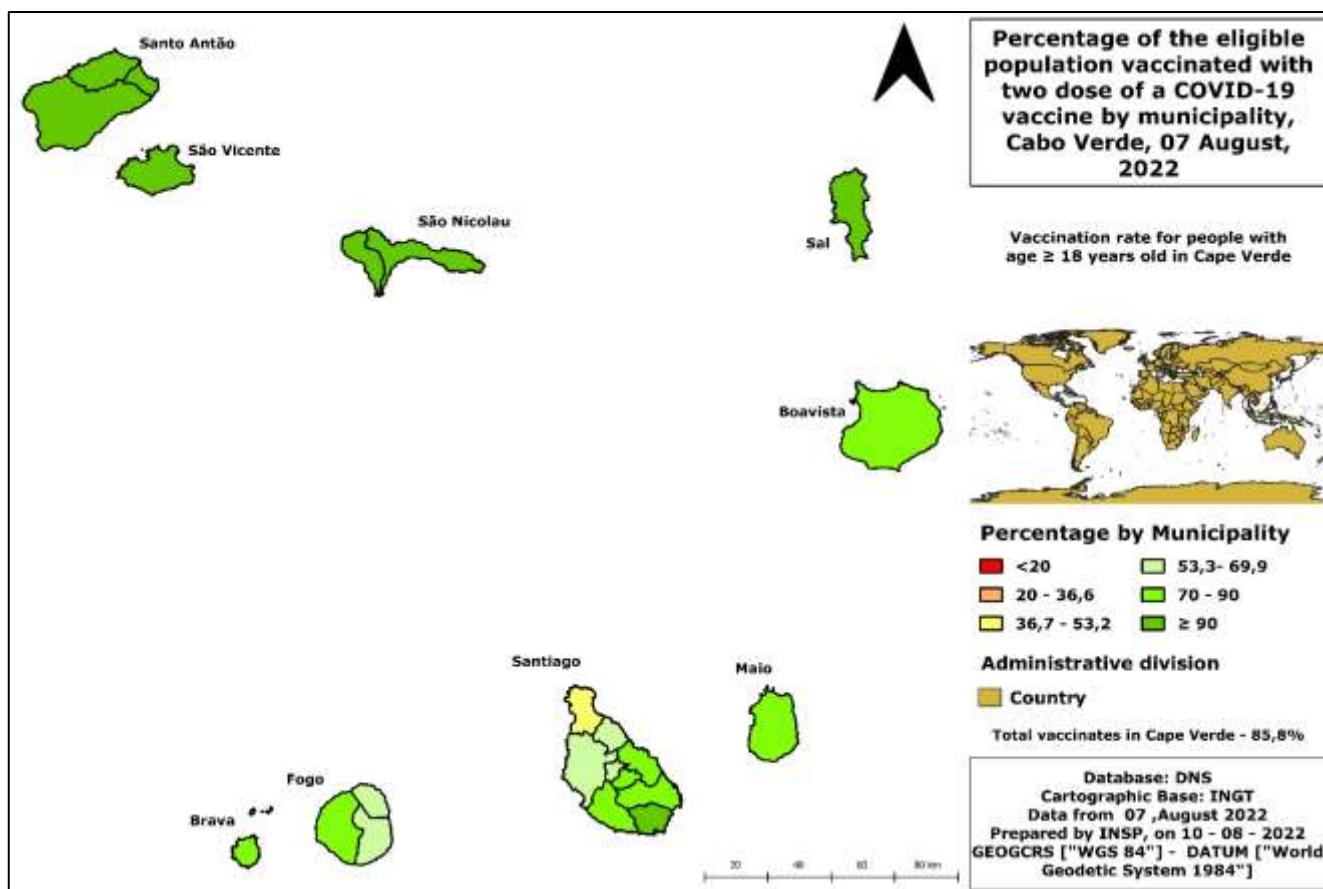 Santo Antão
São Vicente
São Nicolau
Sal
Boavista
Santiago
Maio
Fogo
Brava
Percentage of the eligible
population vaccinated with
two dose of a COVID-19
vaccine by municipality,
Cabo Verde, 07 August,
2022
Vaccination rate for people with
age ≥ 18 years old in Cape Verde
Percentage by Municipality
<20
20 - 36,6
36,7 - 53,2
53,3- 69,9
70 - 90
≥ 90
Administrative division
Country
Total vaccinates in Cape Verde - 85,8%
Database: DNS
Cartographic Base: INGT
Data from 07 ,August 2022
Prepared by INSP, on 10 - 08 - 2022
GEOGCRS ["WGS 84"] - DATUM ["World
Geodetic System 1984"]
20 40 60 80 km